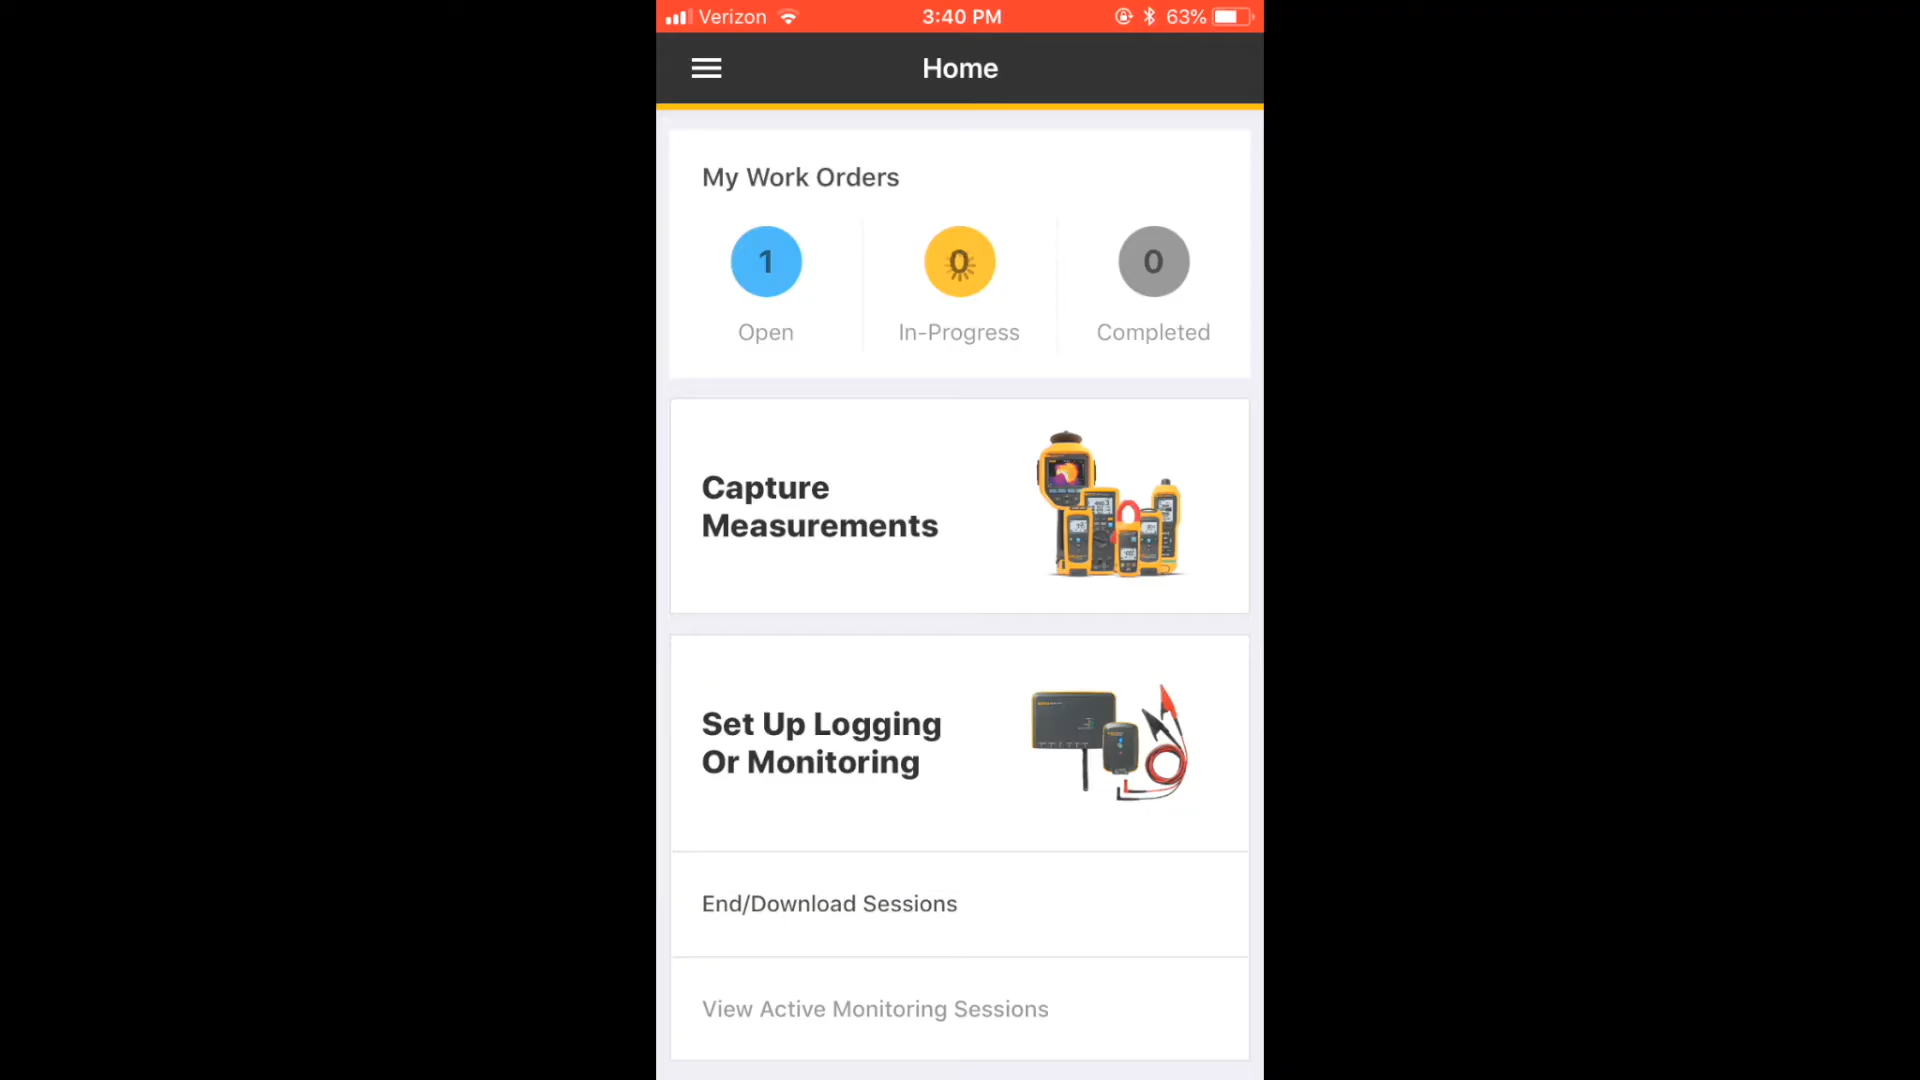 Verizon 3:40 PM 63%
Home
My Work Orders
1 0 0
Open In-Progress Completed
Capture
Measurements
Set Up Logging
Or Monitoring
End/Download Sessions
View Active Monitoring Sessions